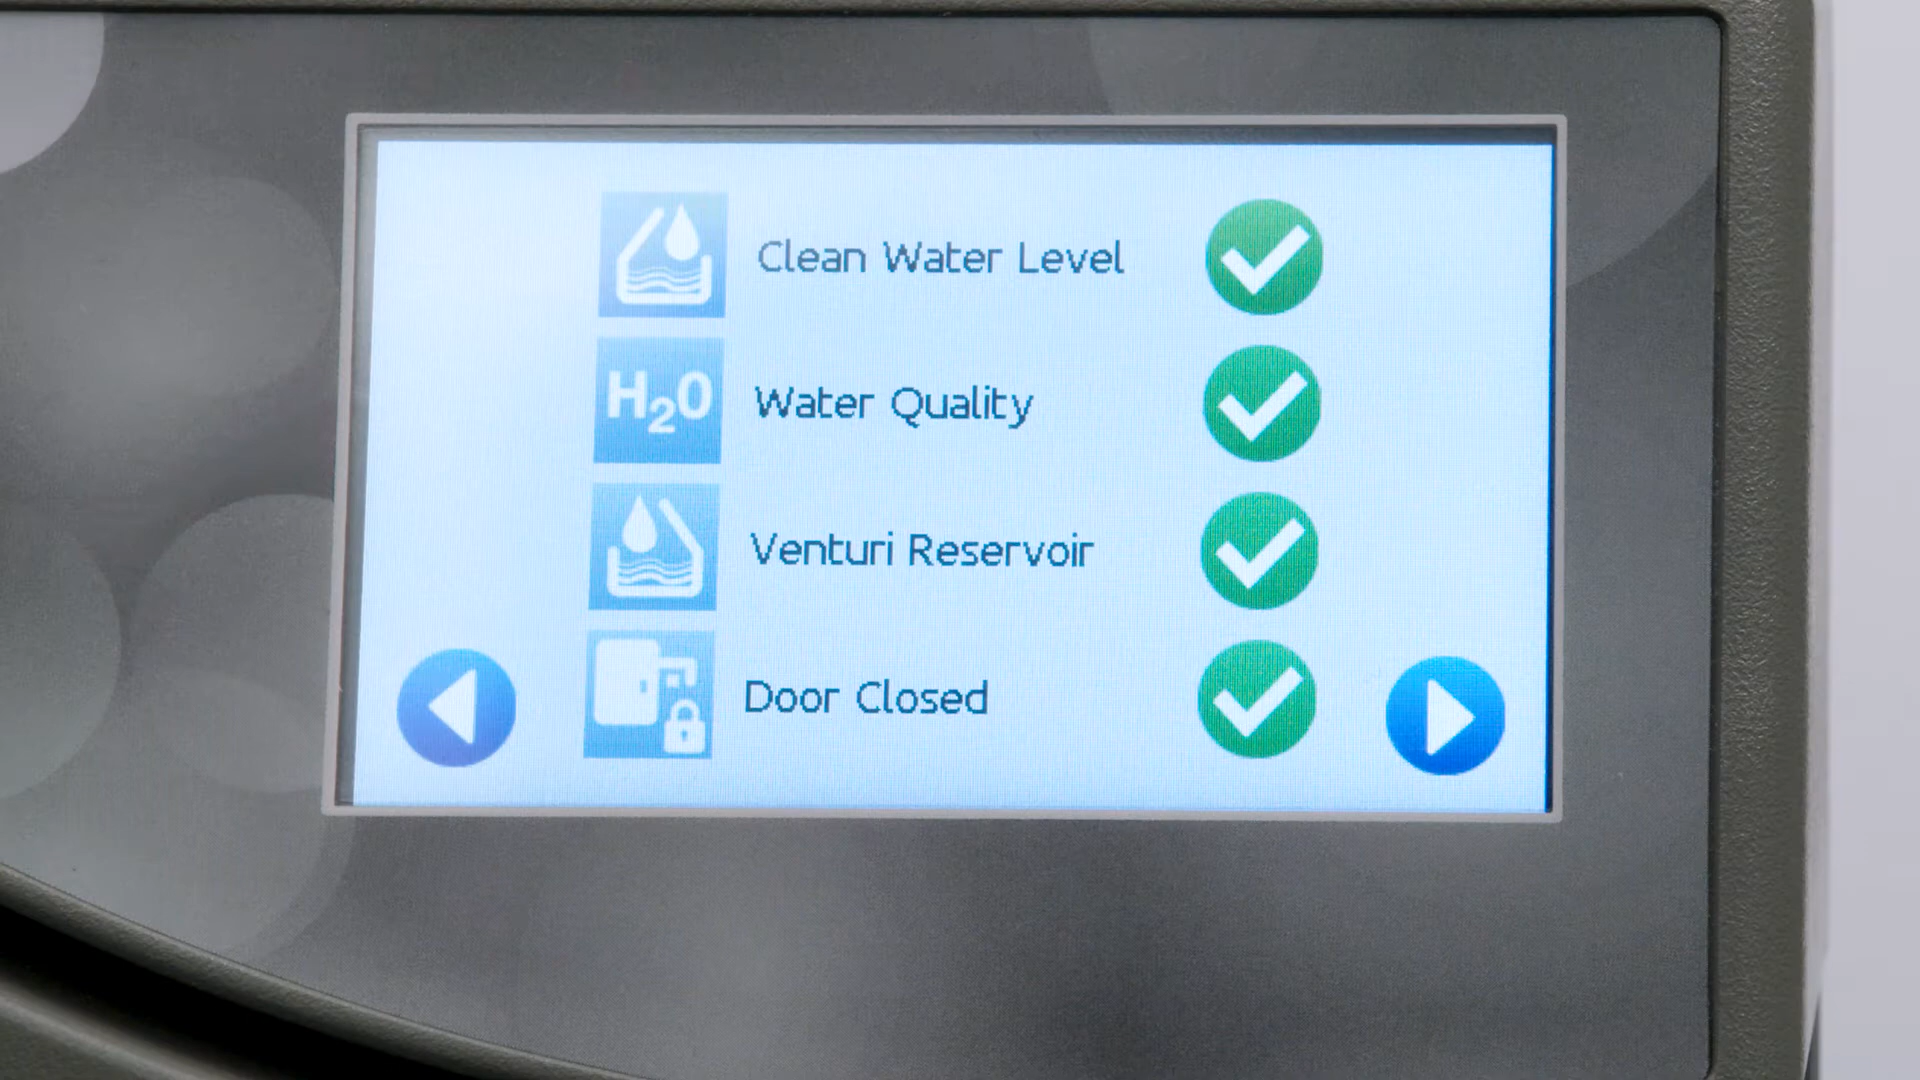 Clean Water Level
H₂O
Water Quality
Venturi Reservoir
Door Closed